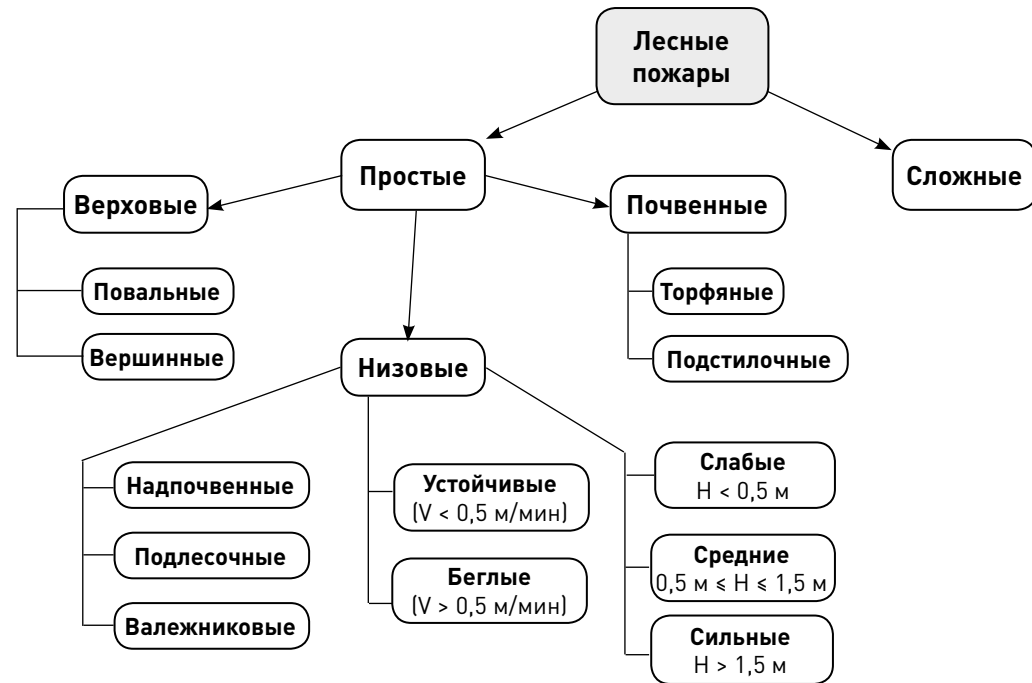 Лесные
пожары
Простые
Сложные
Верховые
Почвенные
Повальные
Торфяные
Вершинные
Подстилочные
Низовые
Надпочвенные
Подлесочные
Валежниковые
Устойчивые
(V < 0,5 м/мин)
Беглые
(V > 0,5 м/мин)
Слабые
H < 0,5 м
Средние
0,5 м ⩽ H ⩽ 1,5 м
Сильные
H > 1,5 м